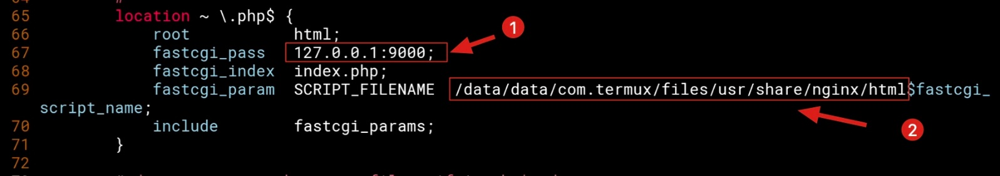 #
65 location ~ \.php$ {
66 root html;
67 fastcgi_pass 127.0.0.1:9000;
68 fastcgi_index index.php;
69 fastcgi_param SCRIPT_FILENAME /data/data/com.termux/files/usr/share/nginx/html$fastcgi_
script_name;
70 include fastcgi_params;
71 }
72
1
2